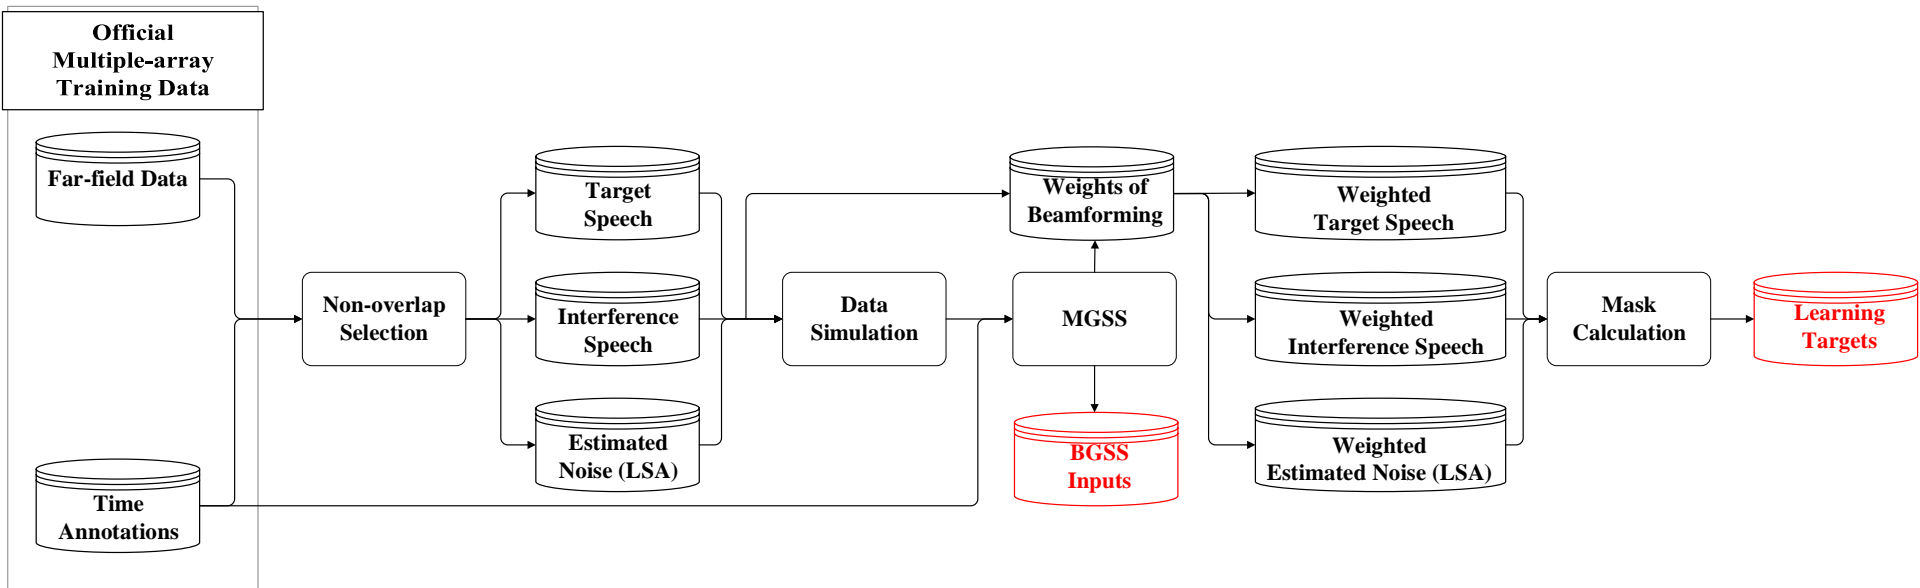 Official
Multiple-array
Training Data
Far-field Data
Time
Annotations
Non-overlap
Selection
Target
Speech
Interference
Speech
Estimated
Noise (LSA)
Data
Simulation
Weights of
Beamforming
MGSS
BGSS
Inputs
Weighted
Target Speech
Weighted
Interference Speech
Weighted
Estimated Noise (LSA)
Mask
Calculation
Learning
Targets